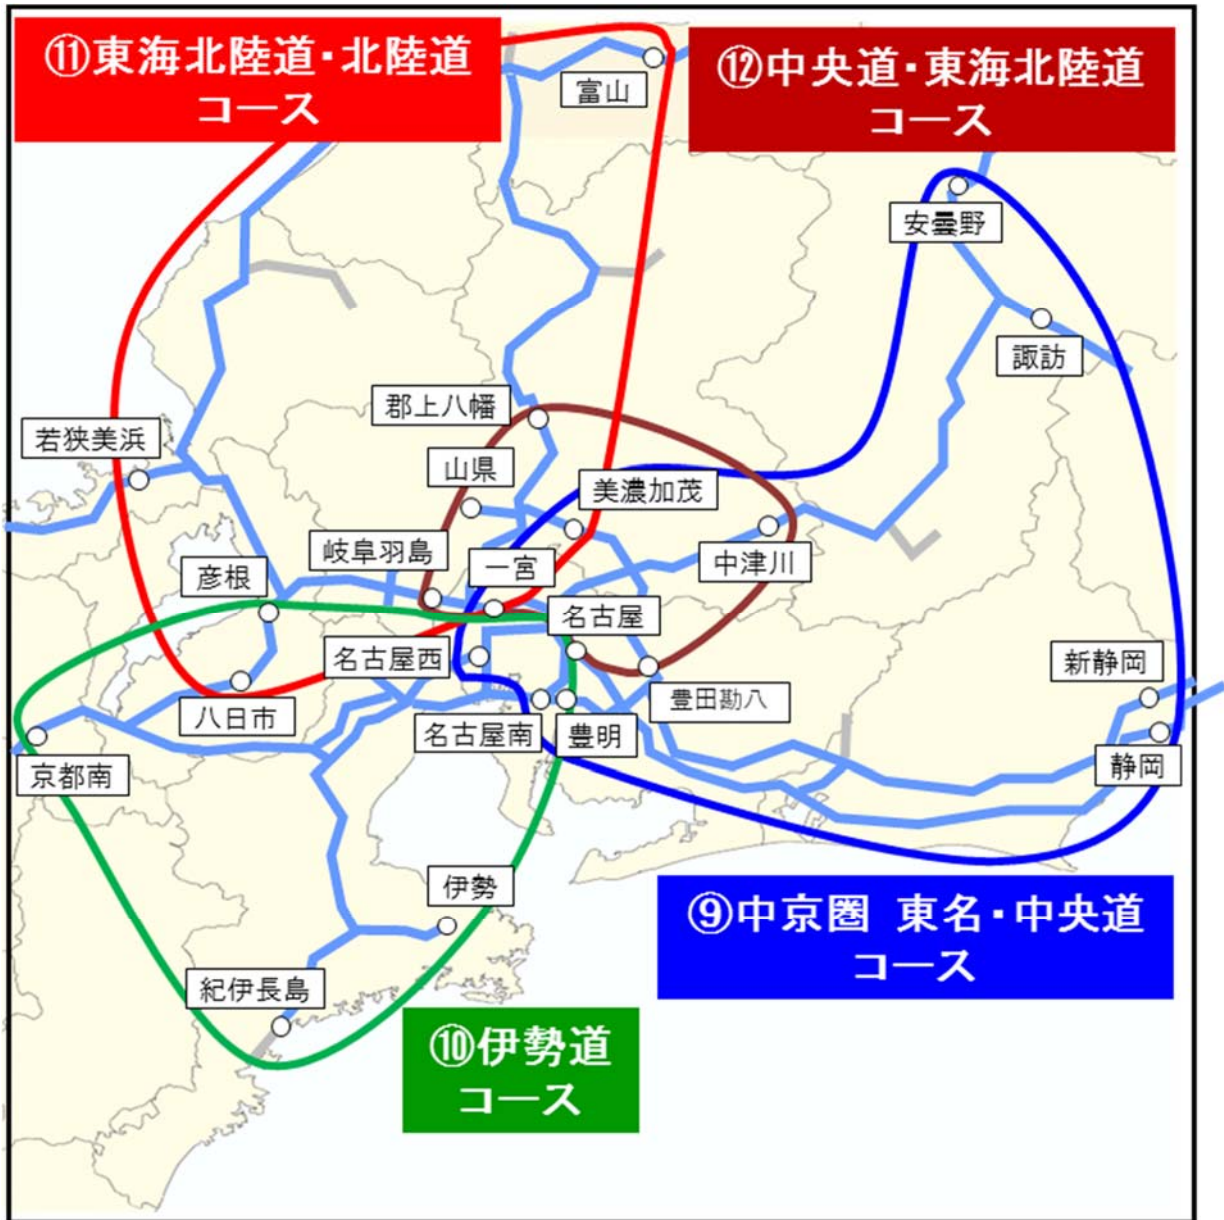 ⑪東海北陸道・北陸道
コース
⑫中央道・東海北陸道
コース
富山
安曇野
諏訪
郡上八幡
若狭美浜
山県
美濃加茂
岐阜羽島
一宮
中津川
彦根
名古屋
名古屋西
新静岡
八日市
豊田勘八
名古屋南
豊明
京都南
静岡
伊勢
⑨中京圏 東名・中央道
コース
紀伊長島
⑩伊勢道
コース